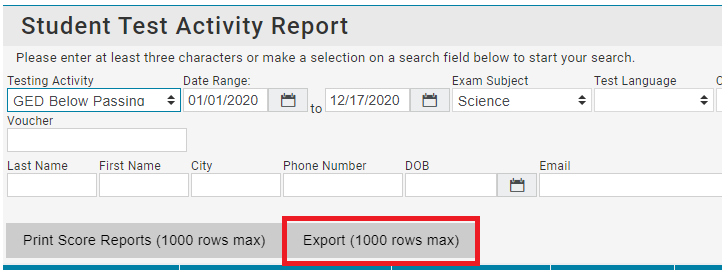 Student Test Activity Report
Please enter at least three characters or make a selection on a search field below to start your search.
Testing Activity Date Range: Exam Subject Test Language
GED Below Passing 01/01/2020 to 12/17/2020 Science
Voucher
Last Name First Name City Phone Number DOB Email
Print Score Reports (1000 rows max) Export (1000 rows max)